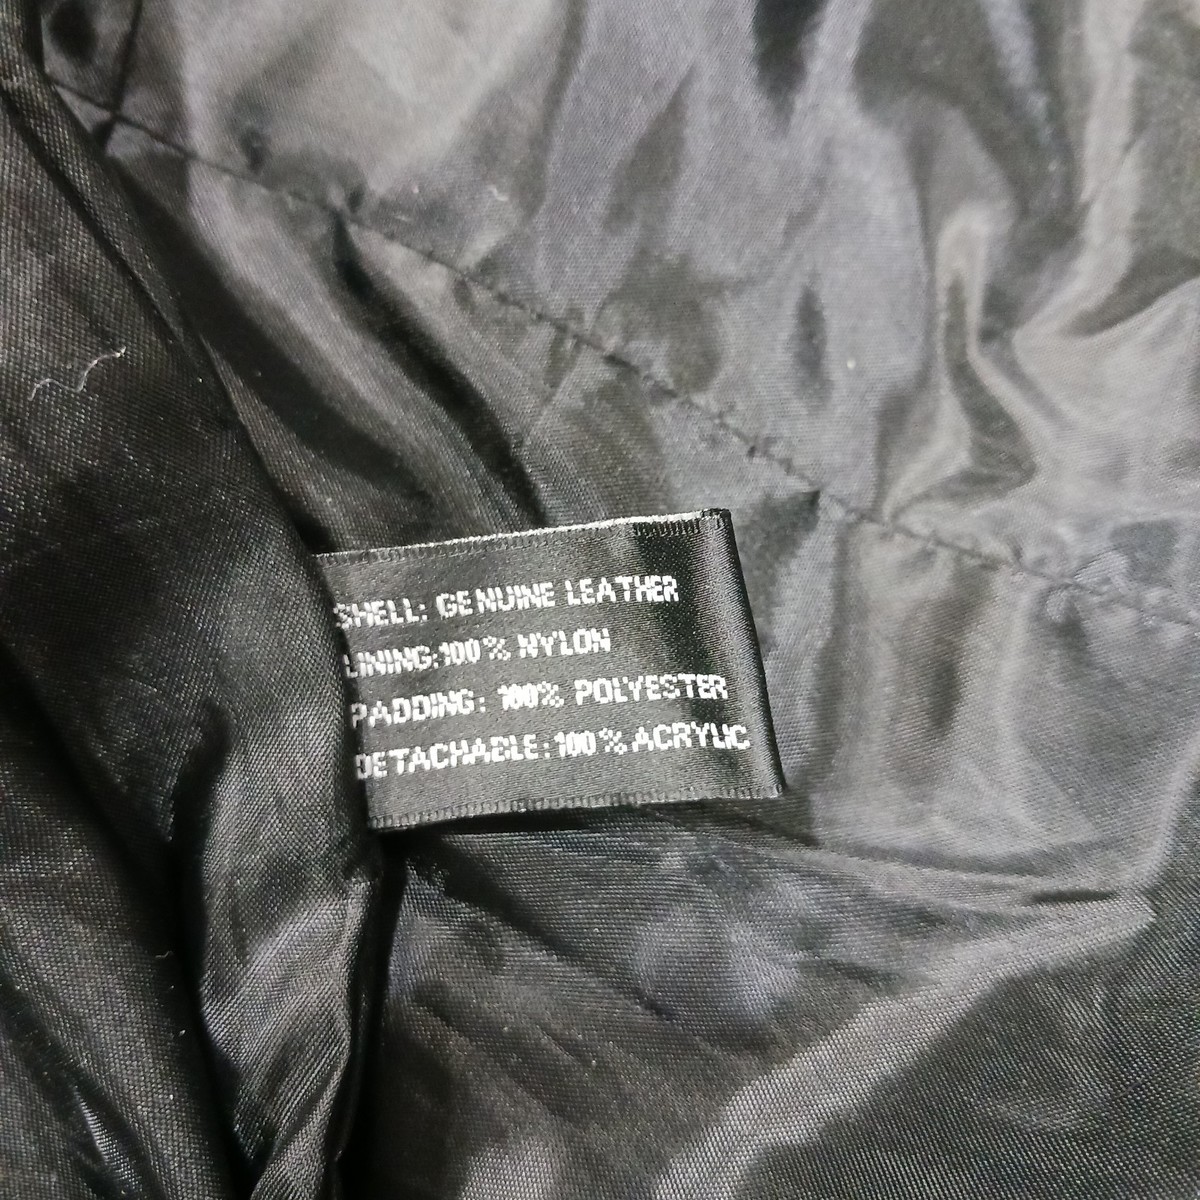 SHELL: GENUINE LEATHER
LINING:100% NYLON
PADDING: 100% POLYESTER
DETACHABLE:100% ACRYLIC